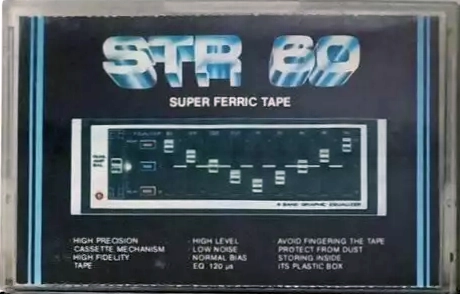 STR 60
SUPER FERRIC TAPE
9 BAND GRAPHIC EQUALIZER
HIGH PRECISION
CASSETTE MECHANISM
HIGH FIDELITY
TAPE
· HIGH LEVEL
· LOW NOISE
· NORMAL BIAS
EQ. 120 µs
AVOID FINGERING THE TAPE
PROTECT FROM DUST
STORING INSIDE
ITS PLASTIC BOX